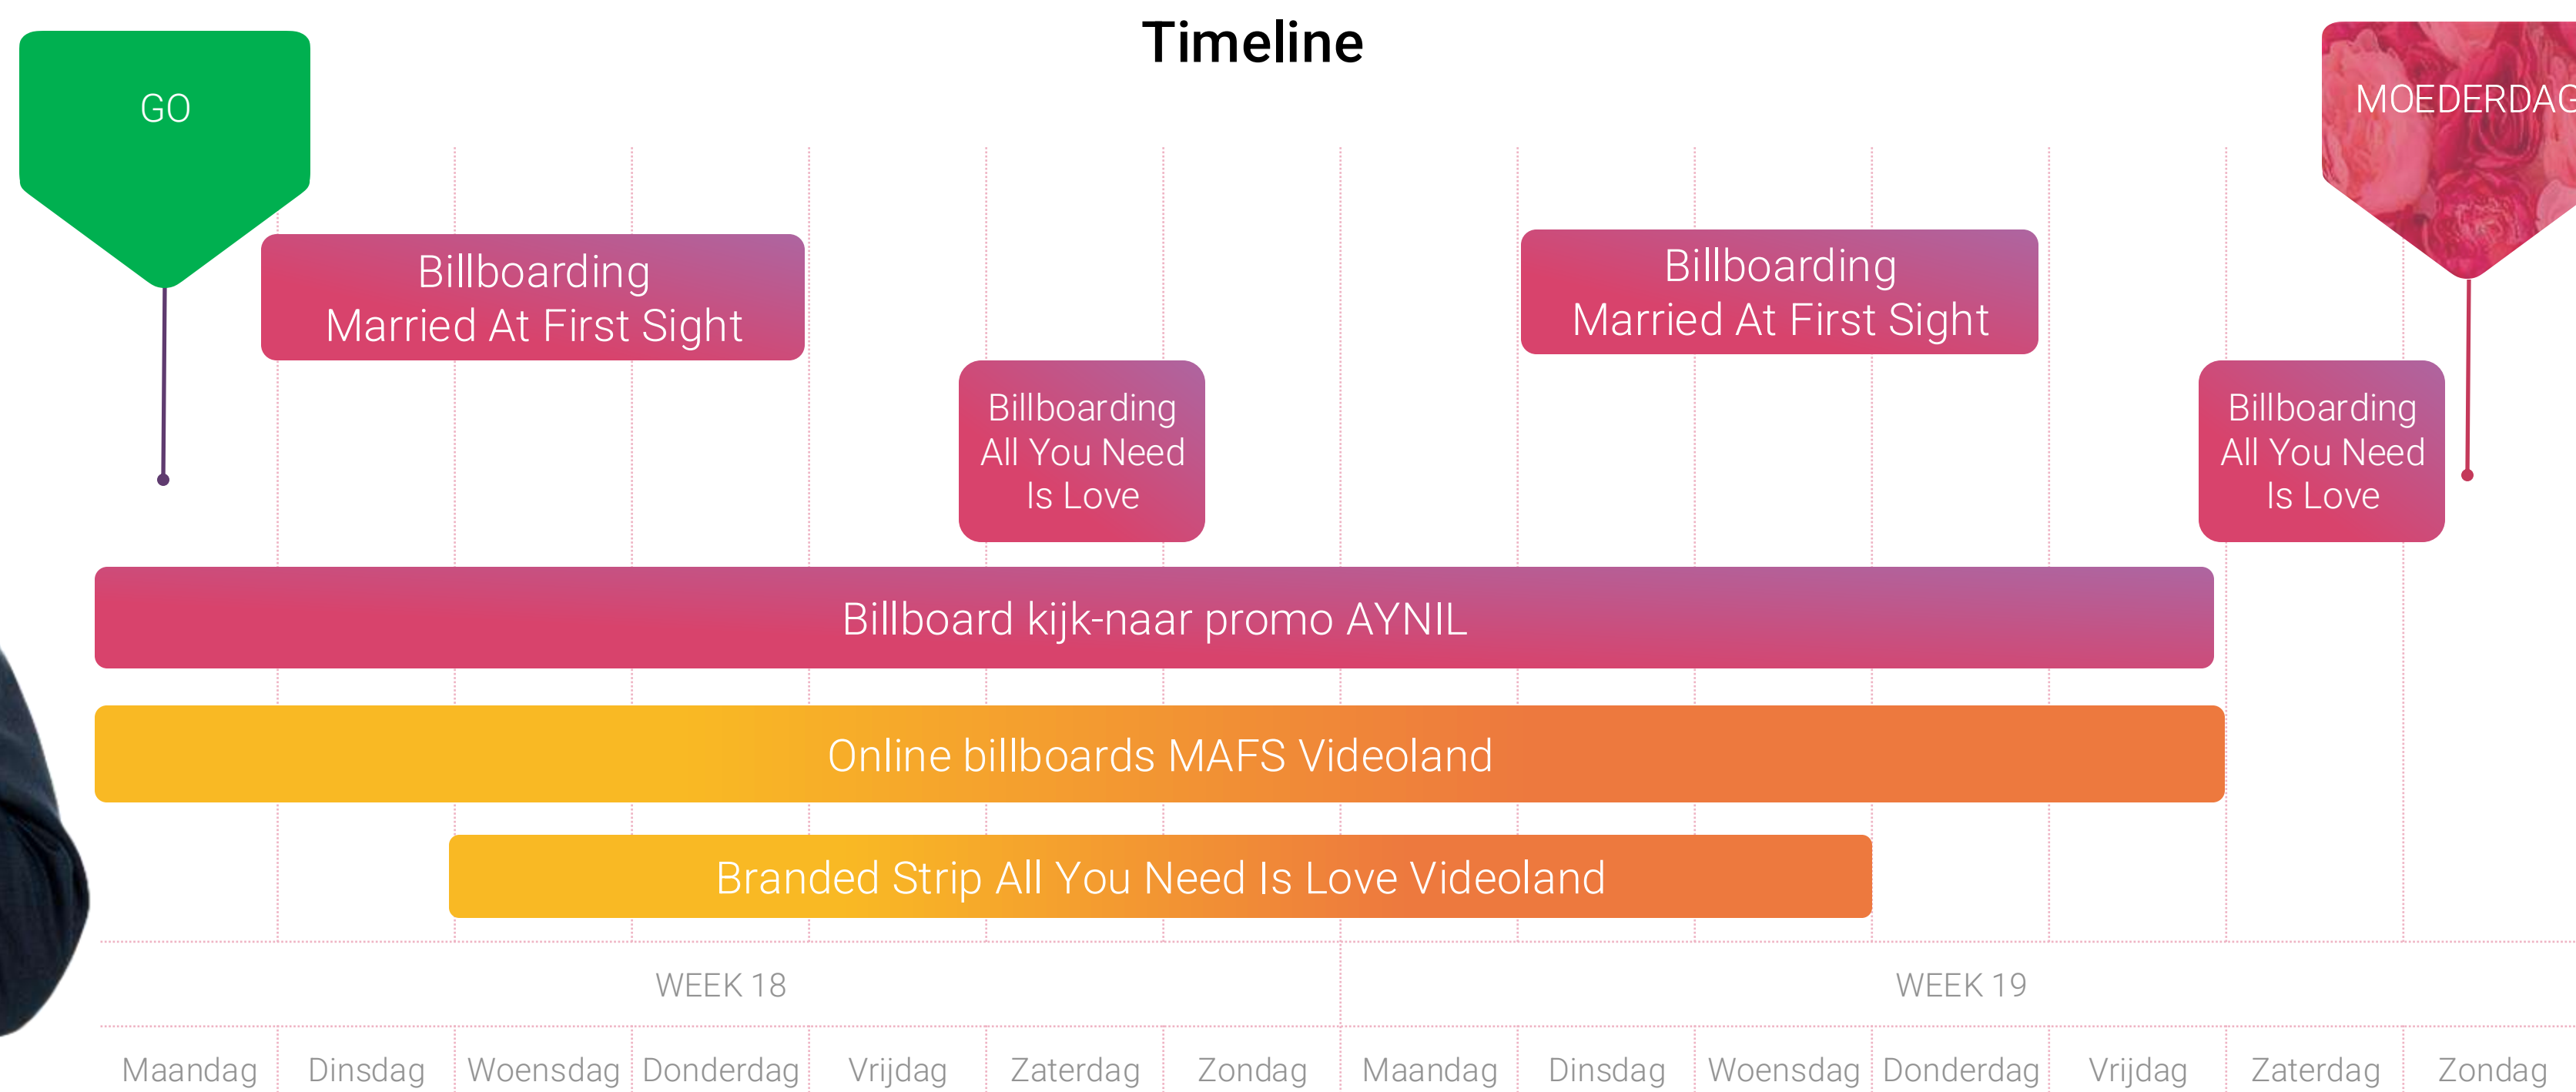 Timeline
GO
MOEDERDAG
Billboarding
Married At First Sight
Billboarding
Married At First Sight
Billboarding
All You Need
Is Love
Billboarding
All You Need
Is Love
Billboard kijk-naar promo AYNIL
Online billboards MAFS Videoland
Branded Strip All You Need Is Love Videoland
WEEK 18
WEEK 19
Maandag Dinsdag Woensdag Donderdag Vrijdag Zaterdag Zondag Maandag Dinsdag Woensdag Donderdag Vrijdag Zaterdag Zondag